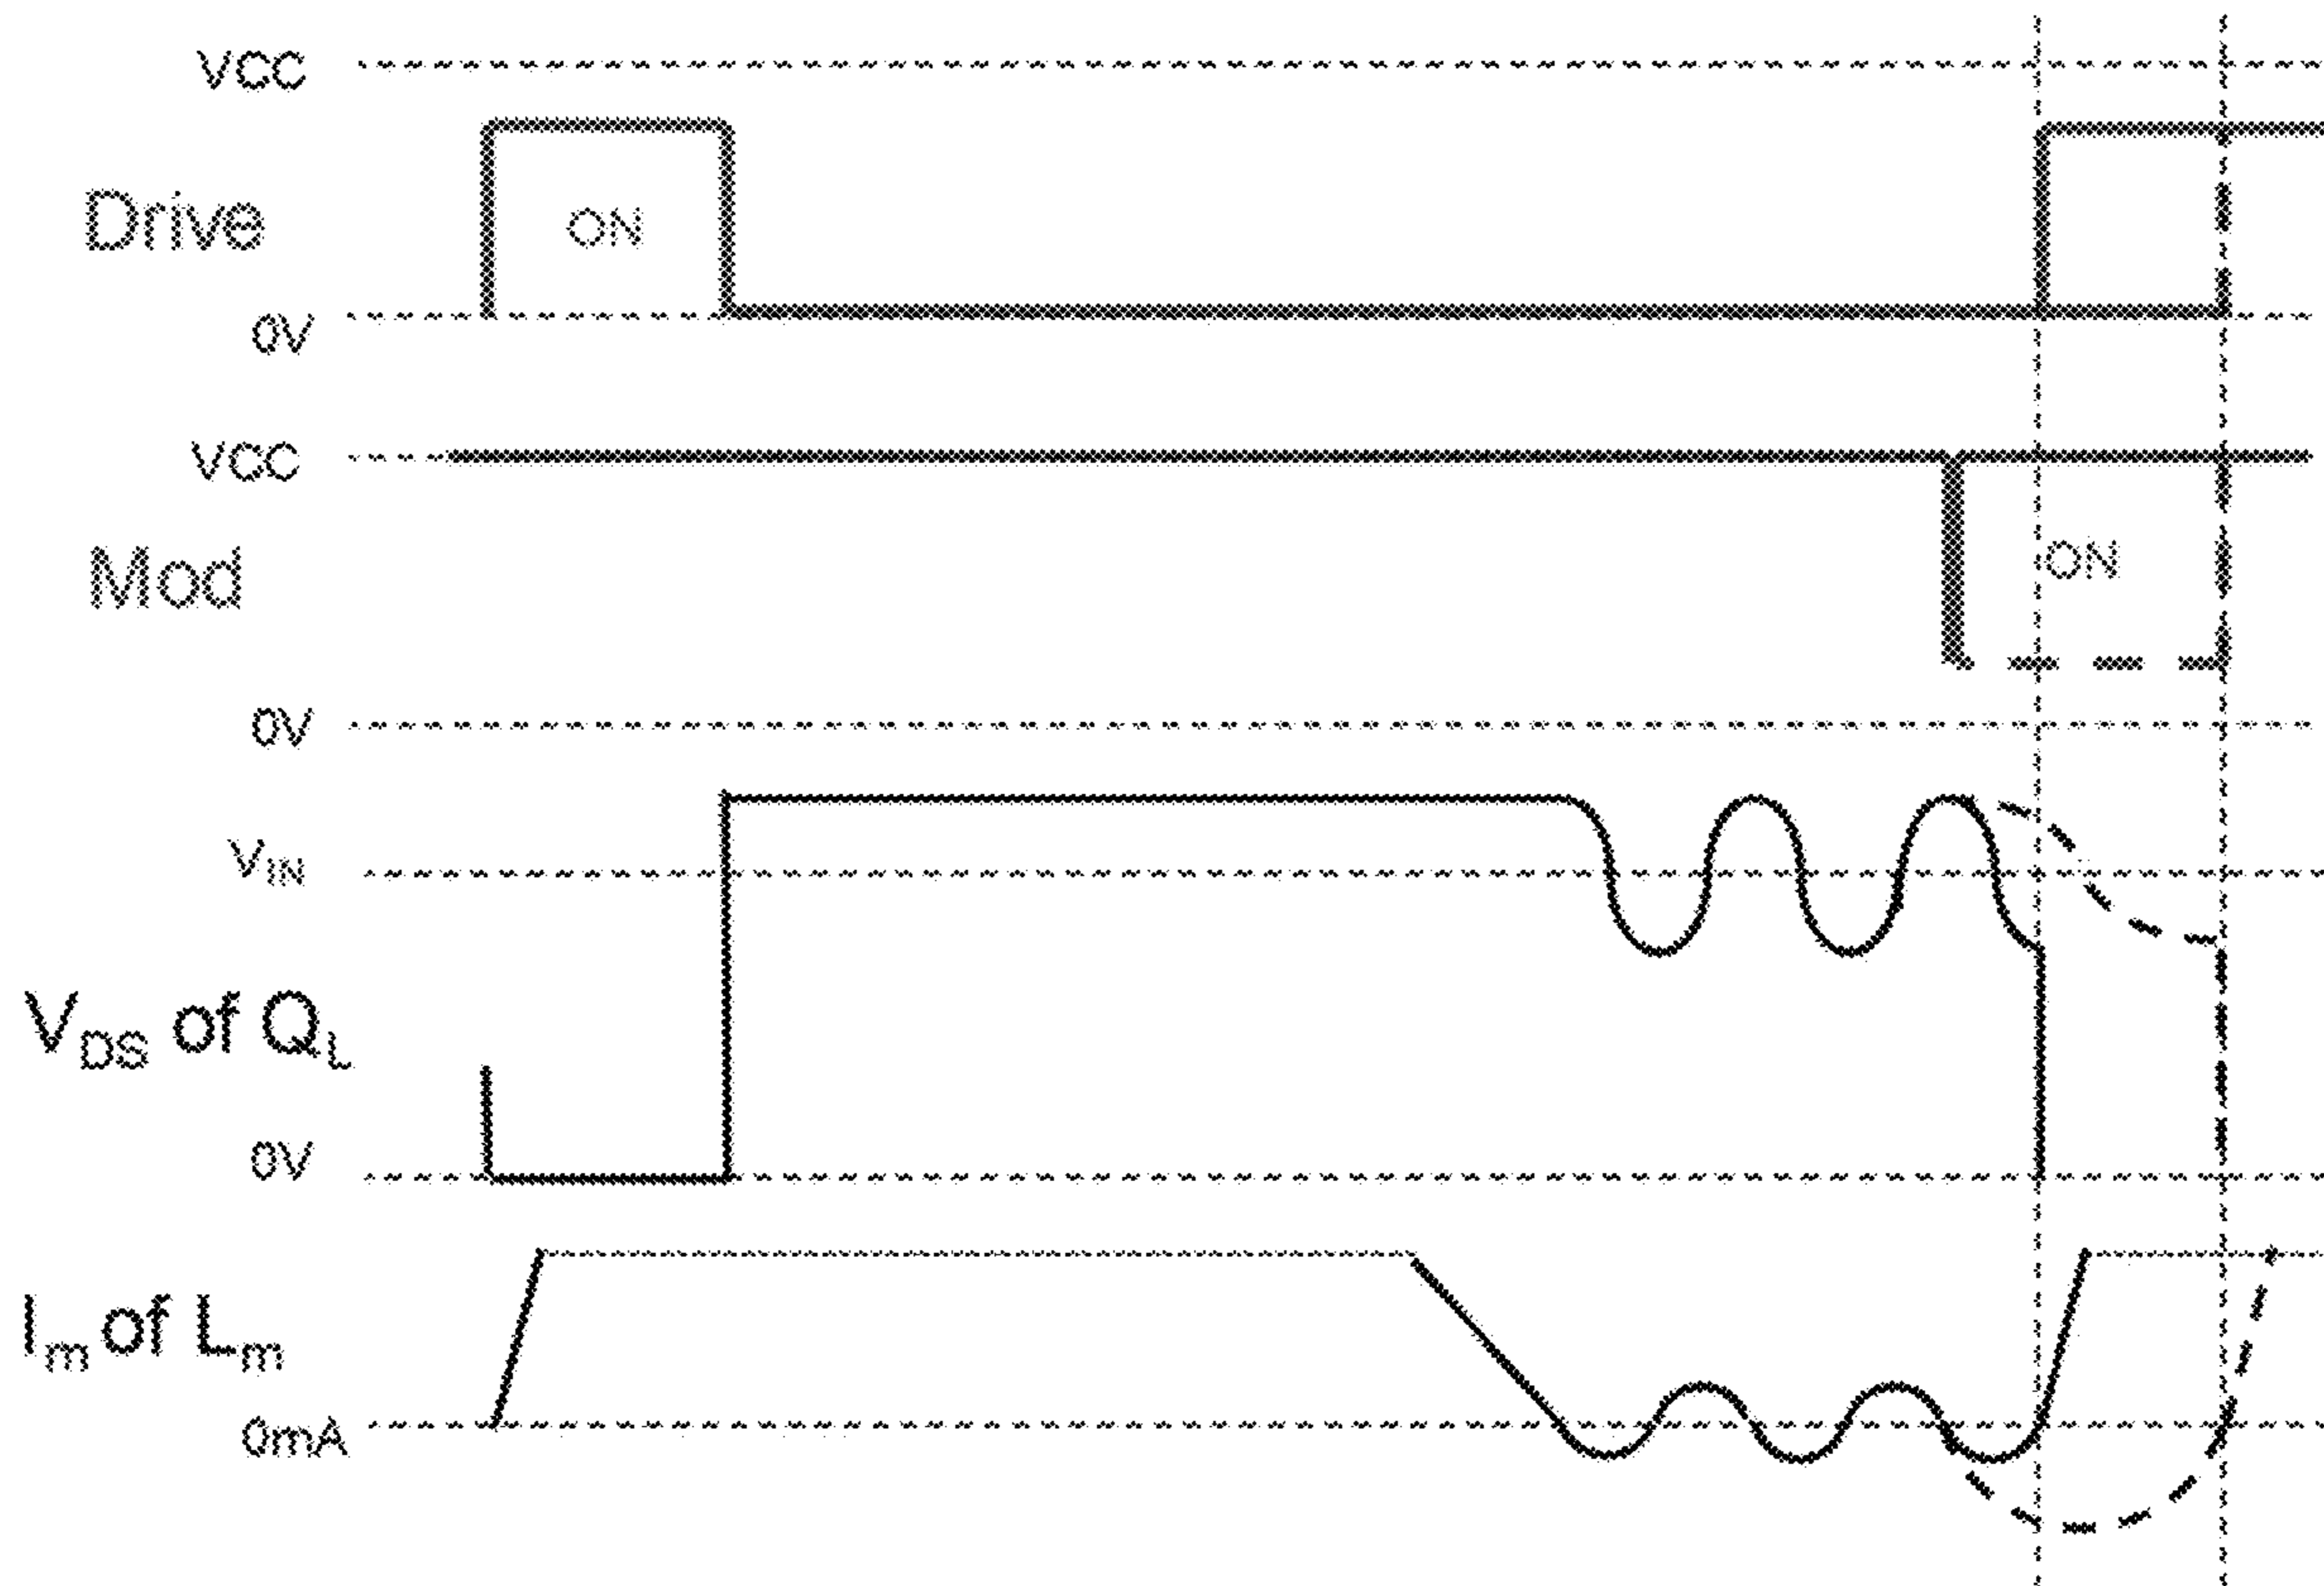 VCC
Drive
ON
0V
VCC
Mod
ON
0V
VIN
VDS of QL
0V
Im of Lm
0mA